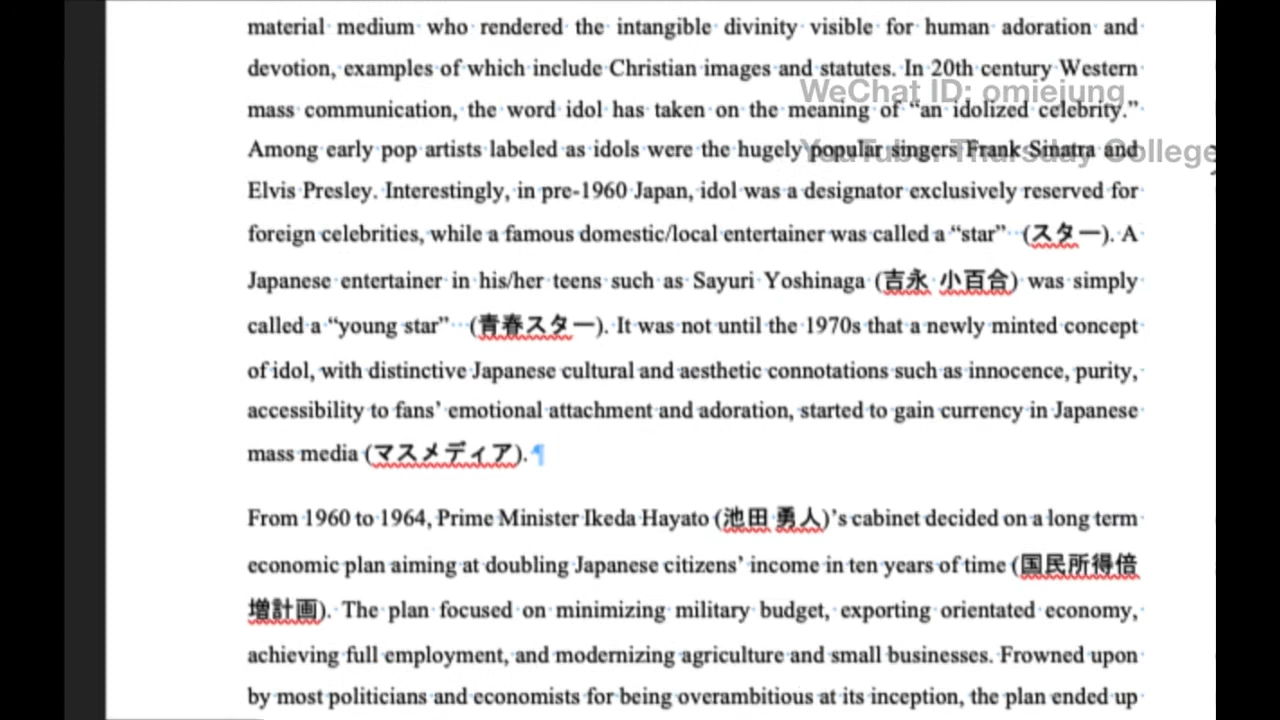 material medium who rendered the intangible divinity visible for human adoration and
devotion, examples of which include Christian images and statutes. In 20th century Western
WeChat ID: omiejung
mass communication, the word idol has taken on the meaning of “an idolized celebrity.”
Among early pop artists labeled as idols were the hugely popular singers Frank Sinatra and
YouTube: Thursday College
Elvis Presley. Interestingly, in pre-1960 Japan, idol was a designator exclusively reserved for
foreign celebrities, while a famous domestic/local entertainer was called a “star” (スター). A
Japanese entertainer in his/her teens such as Sayuri Yoshinaga (吉永 小百合) was simply
called a “young star” (青春スター). It was not until the 1970s that a newly minted concept
of idol, with distinctive Japanese cultural and aesthetic connotations such as innocence, purity,
accessibility to fans’ emotional attachment and adoration, started to gain currency in Japanese
mass media (マスメディア).
From 1960 to 1964, Prime Minister Ikeda Hayato (池田 勇人)’s cabinet decided on a long term
economic plan aiming at doubling Japanese citizens’ income in ten years of time (国民所得倍
増計画). The plan focused on minimizing military budget, exporting orientated economy,
achieving full employment, and modernizing agriculture and small businesses. Frowned upon
by most politicians and economists for being overambitious at its inception, the plan ended up